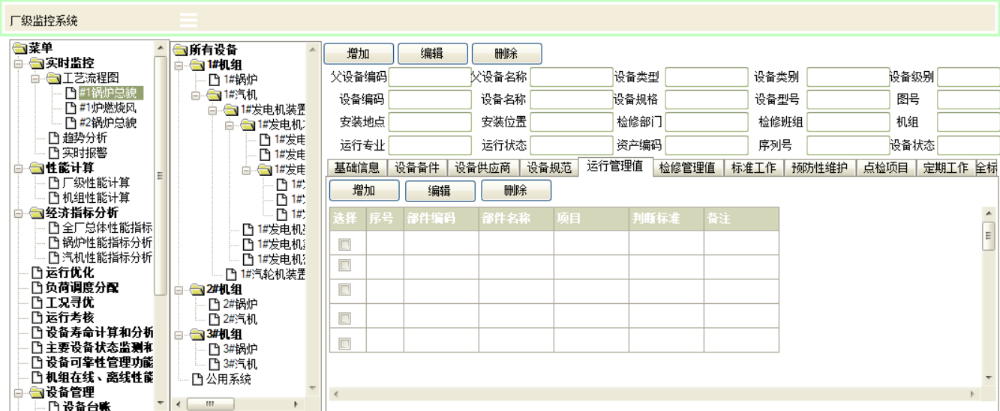 厂级监控系统
菜单
实时监控
工艺流程图
#1锅炉总貌
#1炉燃烧风
#2锅炉总貌
趋势分析
实时报警
性能计算
厂级性能计算
机组性能计算
经济指标分析
全厂总体性能指标
锅炉性能指标分析
汽机性能指标分析
运行优化
负荷调度分配
工况寻优
运行考核
设备寿命计算和分析
主要设备状态监测和
设备可靠性管理功能
机组在线、离线性能
设备管理
设备台账
所有设备
1#机组
1#锅炉
1#汽机
1#发电机装置
1#发电机
1#发电
1#发电
1#发电
1#
1#
1#
1#发电机
1#发电机
1#发电机
1#汽轮机装置
2#机组
2#锅炉
2#汽机
3#机组
3#锅炉
3#汽机
公用系统
增加 编辑 删除
父设备编码 父设备名称 设备类型 设备类别 设备级别
设备编码 设备名称 设备规格 设备型号 图号
安装地点 安装位置 检修部门 检修班组 机组
运行专业 运行状态 资产编码 序列号 设备状态
基础信息 设备备件 设备供应商 设备规范 运行管理值 检修管理值 标准工作 预防性维护 点检项目 定期工作 全标
增加 编辑 删除
选择 序号 部件编码 部件名称 项目 判断标准 备注